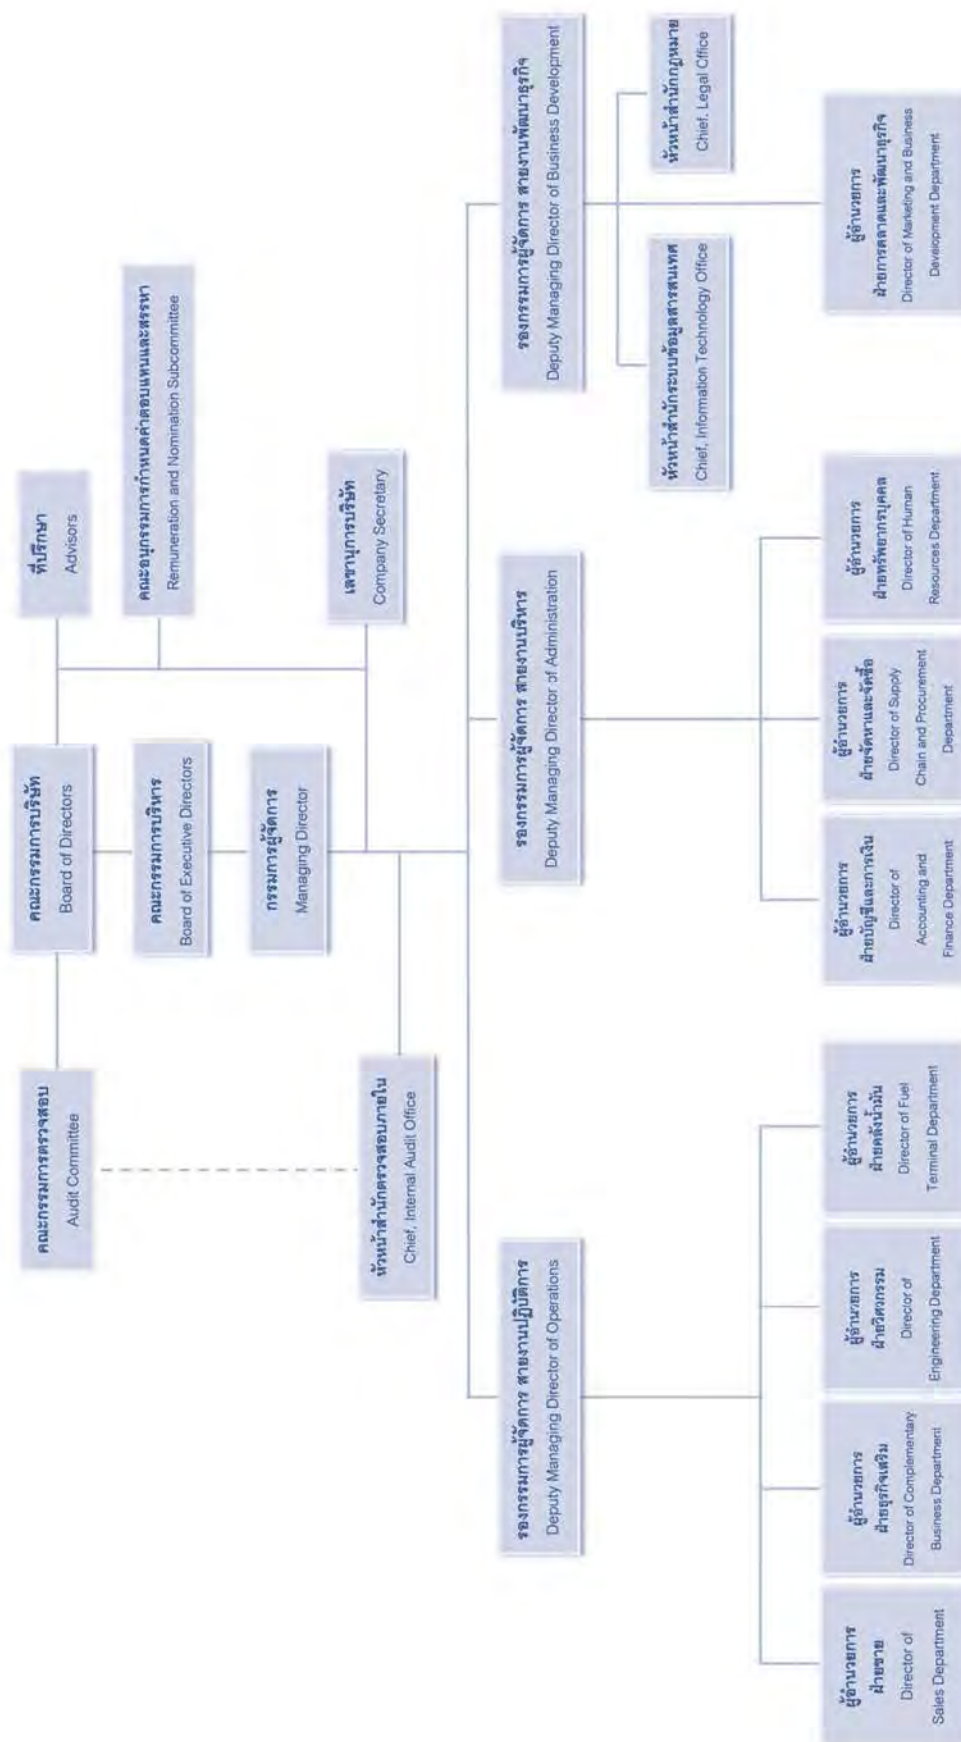 คณะกรรมการบริษัท
Board of Directors
ที่ปรึกษา
Advisors
คณะกรรมการตรวจสอบ
Audit Committee
คณะอนุกรรมการกำหนดค่าตอบแทนและสรรหา
Remuneration and Nomination Subcommittee
คณะกรรมการบริหาร
Board of Executive Directors
กรรมการผู้จัดการ
Managing Director
เลขานุการบริษัท
Company Secretary
หัวหน้าสำนักตรวจสอบภายใน
Chief, Internal Audit Office
รองกรรมการผู้จัดการ สายงานปฏิบัติการ
Deputy Managing Director of Operations
รองกรรมการผู้จัดการ สายงานบริหาร
Deputy Managing Director of Administration
รองกรรมการผู้จัดการ สายงานพัฒนาธุรกิจ
Deputy Managing Director of Business Development
หัวหน้าสำนักระบบข้อมูลสารสนเทศ
Chief, Information Technology Office
หัวหน้าสำนักกฎหมาย
Chief, Legal Office
ผู้อำนวยการ
ฝ่ายขาย
Director of
Sales Department
ผู้อำนวยการ
ฝ่ายธุรกิจเสริม
Director of Complementary
Business Department
ผู้อำนวยการ
ฝ่ายวิศวกรรม
Director of
Engineering Department
ผู้อำนวยการ
ฝ่ายคลังน้ำมัน
Director of Fuel
Terminal Department
ผู้อำนวยการ
ฝ่ายบัญชีและการเงิน
Director of
Accounting and
Finance Department
ผู้อำนวยการ
ฝ่ายจัดหาและจัดซื้อ
Director of Supply
Chain and Procurement
Department
ผู้อำนวยการ
ฝ่ายทรัพยากรบุคคล
Director of Human
Resources Department
ผู้อำนวยการ
ฝ่ายการตลาดและพัฒนาธุรกิจ
Director of Marketing and Business
Development Department